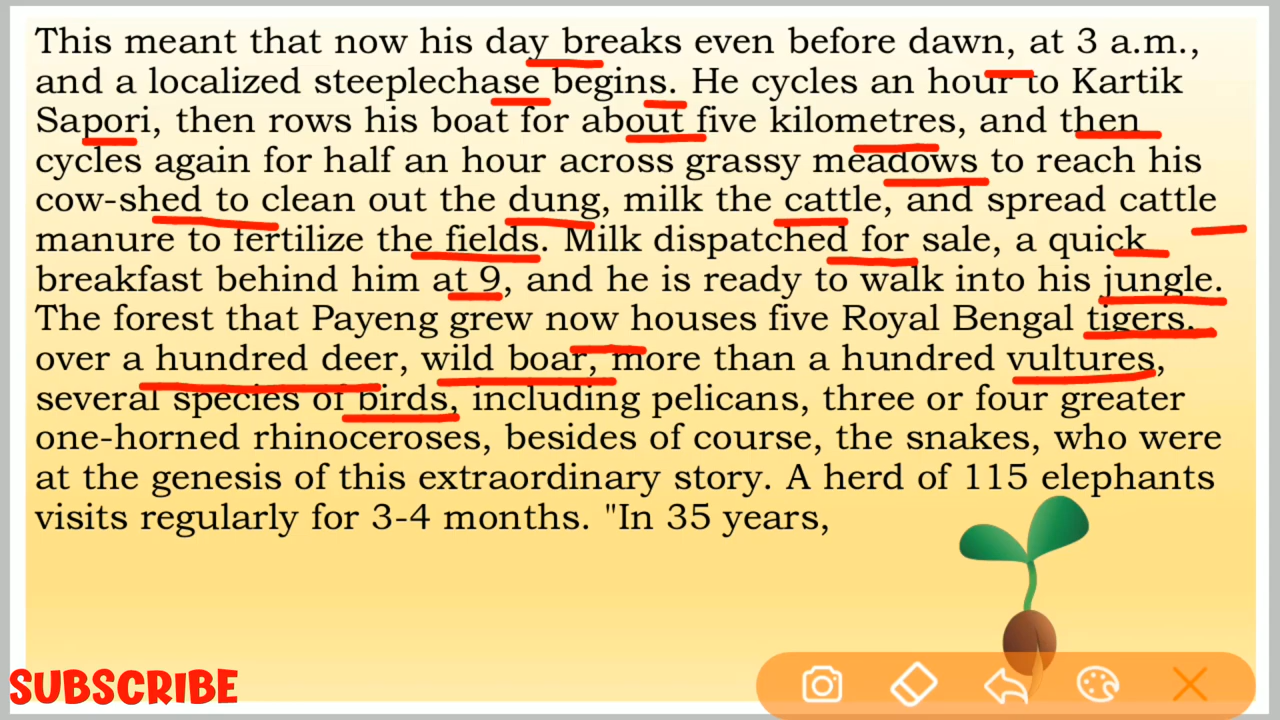 This meant that now his day breaks even before dawn, at 3 a.m.,
and a localized steeplechase begins. He cycles an hour to Kartik
Sapori, then rows his boat for about five kilometres, and then
cycles again for half an hour across grassy meadows to reach his
cow-shed to clean out the dung, milk the cattle, and spread cattle
manure to fertilize the fields. Milk dispatched for sale, a quick
breakfast behind him at 9, and he is ready to walk into his jungle.
The forest that Payeng grew now houses five Royal Bengal tigers,
over a hundred deer, wild boar, more than a hundred vultures,
several species of birds, including pelicans, three or four greater
one-horned rhinoceroses, besides of course, the snakes, who were
at the genesis of this extraordinary story. A herd of 115 elephants
visits regularly for 3-4 months. "In 35 years,
SUBSCRIBE